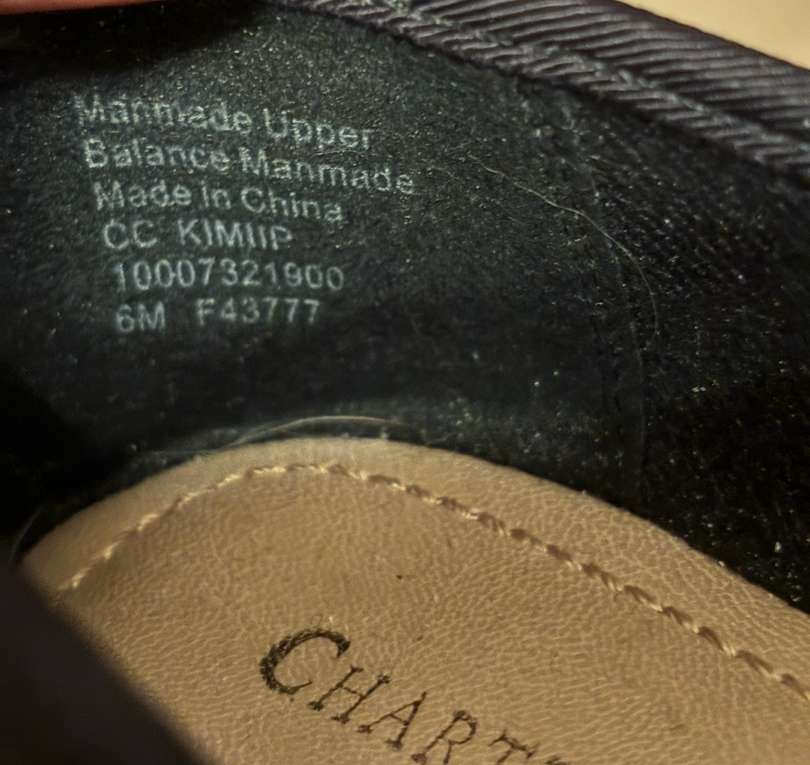 Manmade Upper
Balance Manmade
Made In China
CC KIMIIP
10007321900
6M F43777
CHART